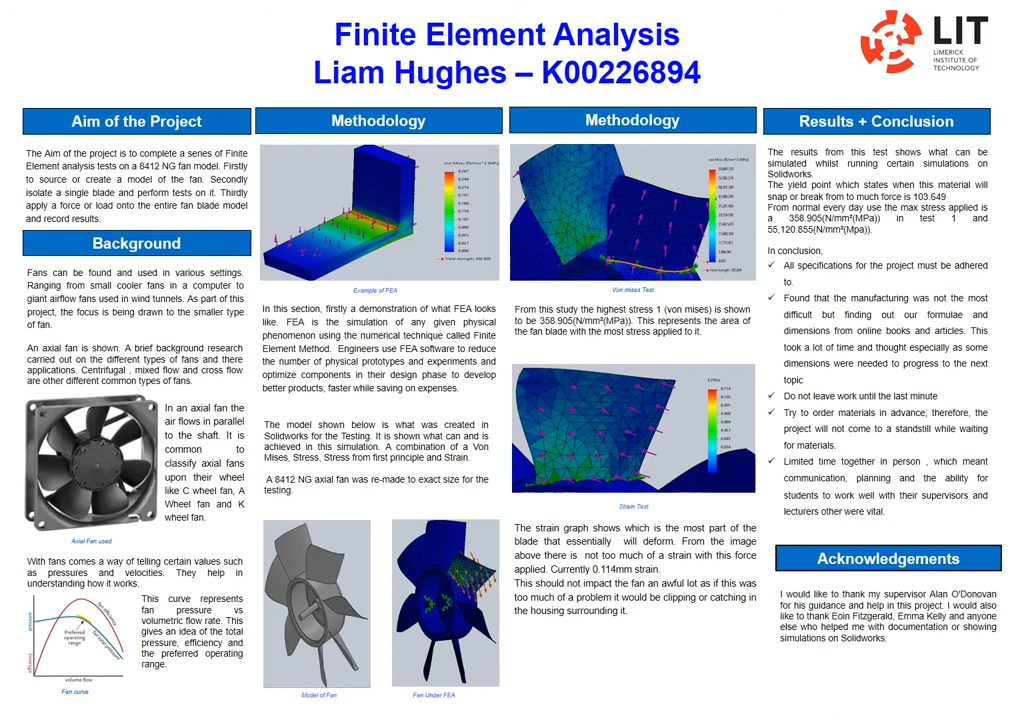 Finite Element Analysis
Liam Hughes – K00226894
LIT
LIMERICK
INSTITUTE OF
TECHNOLOGY
Aim of the Project
The Aim of the project is to complete a series of Finite
Element analysis tests on a 8412 NG fan model. Firstly
to source or create a model of the fan. Secondly
isolate a single blade and perform tests on it. Thirdly
apply a force or load onto the entire fan blade model
and record results.
Background
Fans can be found and used in various settings.
Ranging from small cooler fans in a computer to
giant airflow fans used in wind tunnels. As part of this
project, the focus is being drawn to the smaller type
of fan.
An axial fan is shown. A brief background research
carried out on the different types of fans and there
applications. Centrifugal , mixed flow and cross flow
are other different common types of fans.
In an axial fan the
air flows in parallel
to the shaft. It is
common to
classify axial fans
upon their wheel
like C wheel fan, A
Wheel fan and K
wheel fan.
Axial Fan used
With fans comes a way of telling certain values such
as pressures and velocities. They help in
understanding how it works.
fan efficiency
Preferred
operating
range
fan total pressure
pressure
efficiency
volume flow
This curve represents
fan pressure vs
volumetric flow rate. This
gives an idea of the total
pressure, efficiency and
the preferred operating
range.
Fan curve
Methodology
von Mises (N/mm^2 (MPa))
Example of FEA
In this section, firstly a demonstration of what FEA looks
like. FEA is the simulation of any given physical
phenomenon using the numerical technique called Finite
Element Method. Engineers use FEA software to reduce
the number of physical prototypes and experiments and
optimize components in their design phase to develop
better products, faster while saving on expenses.
The model shown below is what was created in
Solidworks for the Testing. It is shown what can and is
achieved in this simulation. A combination of a Von
Mises, Stress, Stress from first principle and Strain.
A 8412 NG axial fan was re-made to exact size for the
testing.
Model of Fan
Fan Under FEA
Methodology
von Mises (N/mm^2 (MPa))
Von mises Test
From this study the highest stress 1 (von mises) is shown
to be 358.905(N/mm²(MPa)). This represents the area of
the fan blade with the most stress applied to it.
0.114
Strain Test
The strain graph shows which is the most part of the
blade that essentially will deform. From the image
above there is not too much of a strain with this force
applied. Currently 0.114mm strain.
This should not impact the fan an awful lot as if this was
too much of a problem it would be clipping or catching in
the housing surrounding it.
Results + Conclusion
The results from this test shows what can be
simulated whilst running certain simulations on
Solidworks.
The yield point which states when this material will
snap or break from to much force is 103.649
From normal every day use the max stress applied is
a 358.905(N/mm²(MPa)) in test 1 and
55,120.855(N/mm²(Mpa)).
In conclusion,
✓ All specifications for the project must be adhered
to.
✓ Found that the manufacturing was not the most
difficult but finding out our formulae and
dimensions from online books and articles. This
took a lot of time and thought especially as some
dimensions were needed to progress to the next
topic
✓ Do not leave work until the last minute
✓ Try to order materials in advance; therefore, the
project will not come to a standstill while waiting
for materials.
✓ Limited time together in person , which meant
communication, planning and the ability for
students to work well with their supervisors and
lecturers other were vital.
Acknowledgements
I would like to thank my supervisor Alan O'Donovan
for his guidance and help in this project. I would also
like to thank Eoin Fitzgerald, Emma Kelly and anyone
else who helped me with documentation or showing
simulations on Solidworks.